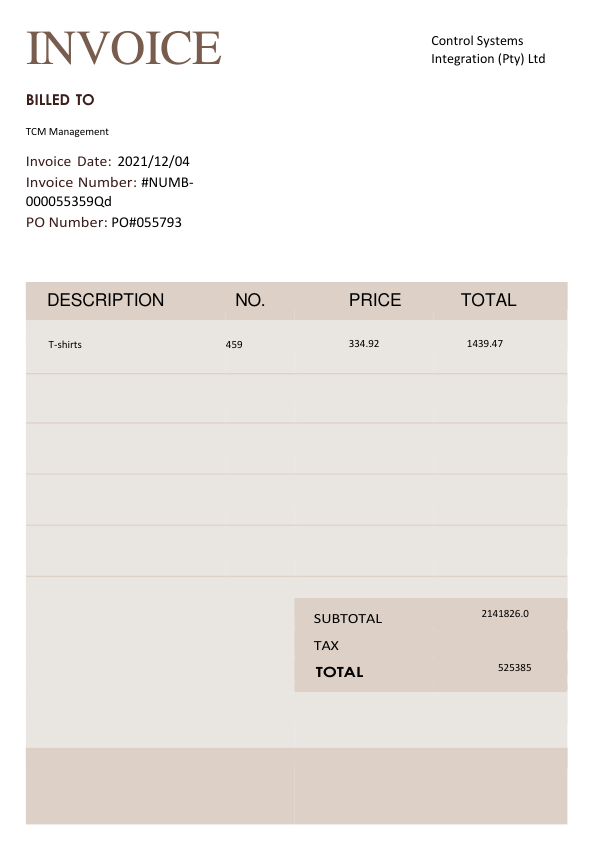 INVOICE
Control Systems
Integration (Pty) Ltd
BILLED TO
TCM Management
Invoice Date: 2021/12/04
Invoice Number: #NUMB-
000055359Qd
PO Number: PO#055793
DESCRIPTION NO. PRICE TOTAL
T-shirts 459 334.92 1439.47
SUBTOTAL 2141826.0
TAX
TOTAL 525385